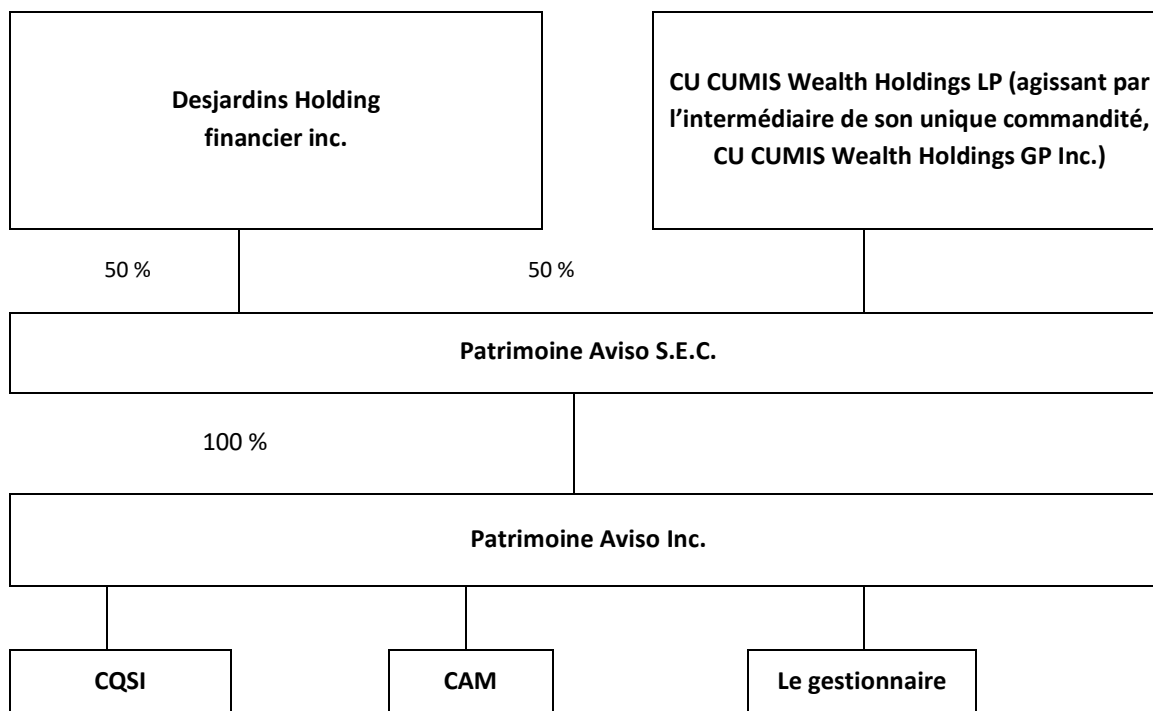 Desjardins Holding
financier inc.
CU CUMIS Wealth Holdings LP (agissant par
l’intermédiaire de son unique commandité,
CU CUMIS Wealth Holdings GP Inc.)
50 %
50 %
Patrimoine Aviso S.E.C.
100 %
Patrimoine Aviso Inc.
CQSI
CAM
Le gestionnaire